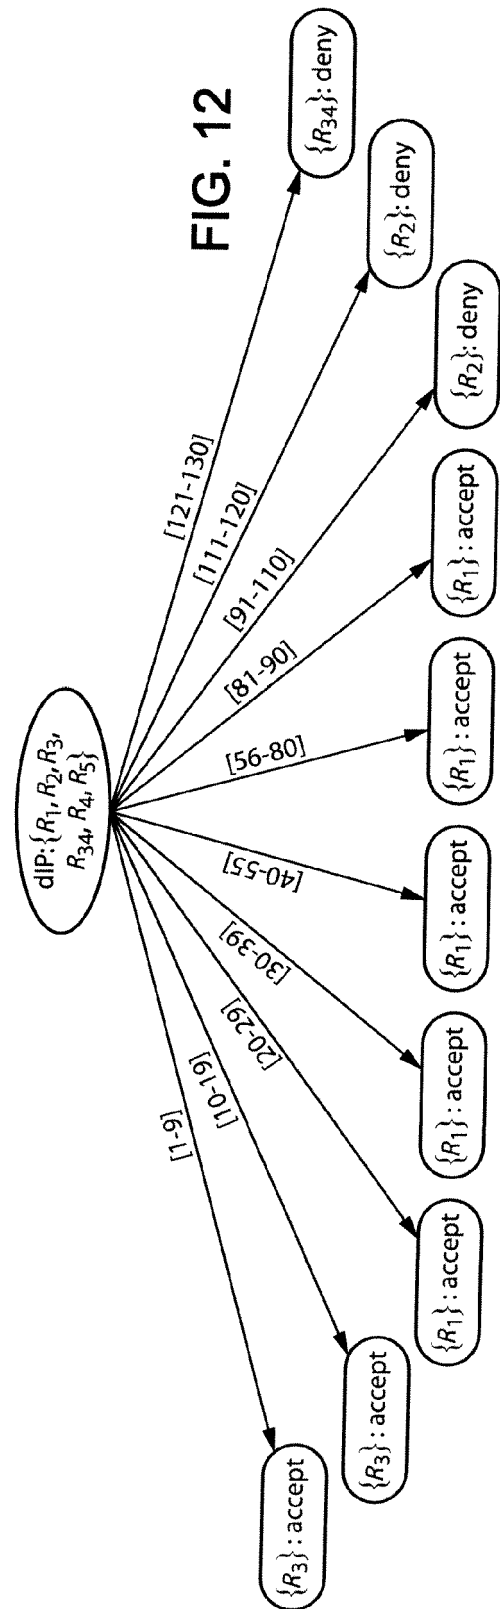 FIG. 12
dIP:{R1, R2, R3,
R34, R4, R5}
[1-9]
[10-19]
[20-29]
[30-39]
[40-55]
[56-80]
[81-90]
[91-110]
[111-120]
[121-130]
{R3}: accept
{R3}: accept
{R1}: accept
{R1}: accept
{R1}: accept
{R1}: accept
{R1}: accept
{R2}: deny
{R2}: deny
{R34}: deny